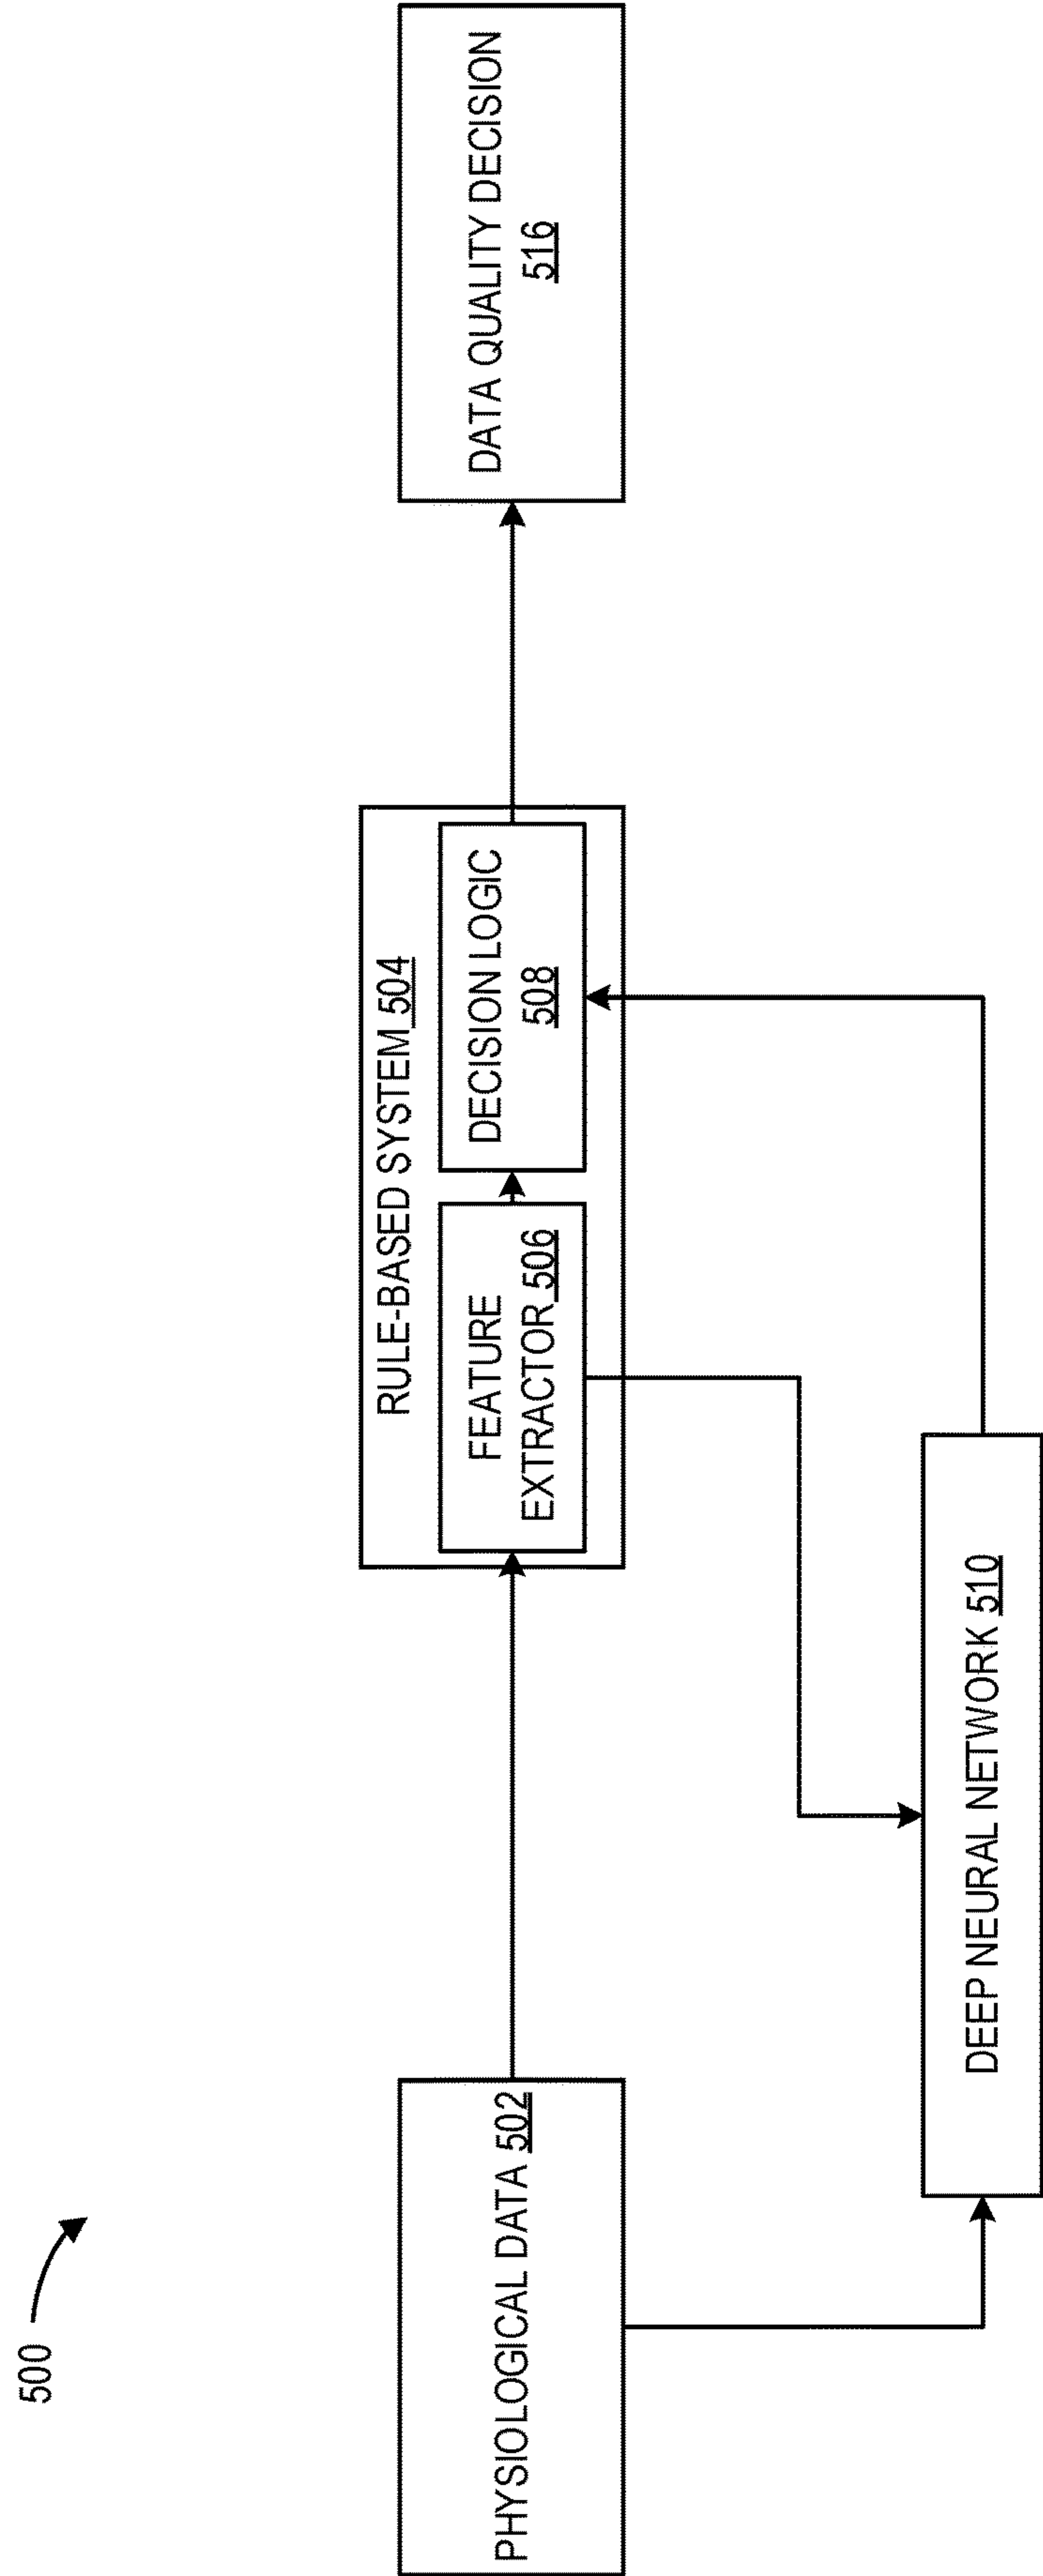 500
PHYSIOLOGICAL DATA 502
RULE-BASED SYSTEM 504
FEATURE
EXTRACTOR 506
DECISION LOGIC
508
DATA QUALITY DECISION
516
DEEP NEURAL NETWORK 510